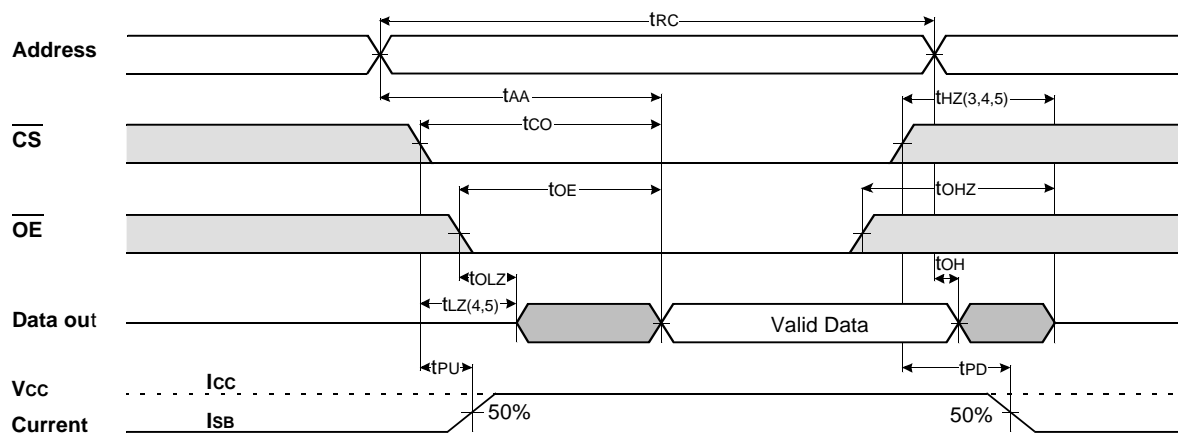 tRC
Address
tAA
tHZ(3,4,5)
CS
tCO
tOE
tOHZ
OE
tOLZ
tOH
tLZ(4,5)
Data out
Valid Data
tPU
tPD
VCC
ICC
50%
50%
Current
ISB